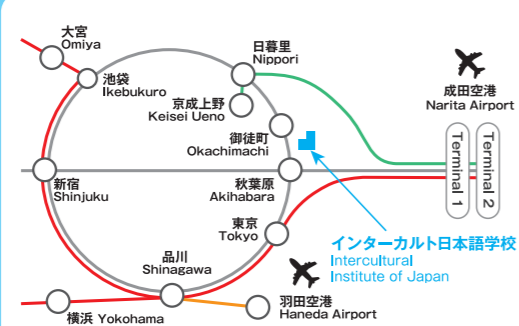 大宮
Omiya
池袋
Ikebukuro
日暮里
Nippori
京成上野
Keisei Ueno
御徒町
Okachimachi
成田空港
Narita Airport
Terminal 1
Terminal 2
新宿
Shinjuku
秋葉原
Akihabara
東京
Tokyo
インターカルト日本語学校
Intercultural
Institute of Japan
品川
Shinagawa
羽田空港
Haneda Airport
横浜 Yokohama